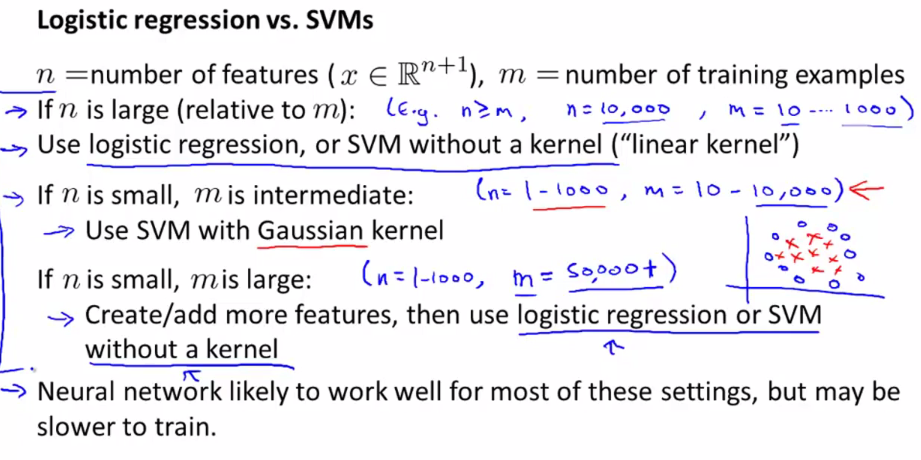 Logistic regression vs. SVMs
n =number of features (x ∈ ℝⁿ⁺¹), m = number of training examples
→ If n is large (relative to m): (E.g. n ≥ m, n = 10,000, m = 10 ---- 1000)
→ Use logistic regression, or SVM without a kernel (“linear kernel”)
→ If n is small, m is intermediate: (n = 1 - 1000, m = 10 - 10,000) ←
→ Use SVM with Gaussian kernel
If n is small, m is large: (n = 1-1000, m = 50,000+)
→ Create/add more features, then use logistic regression or SVM
without a kernel
→ Neural network likely to work well for most of these settings, but may be
slower to train.